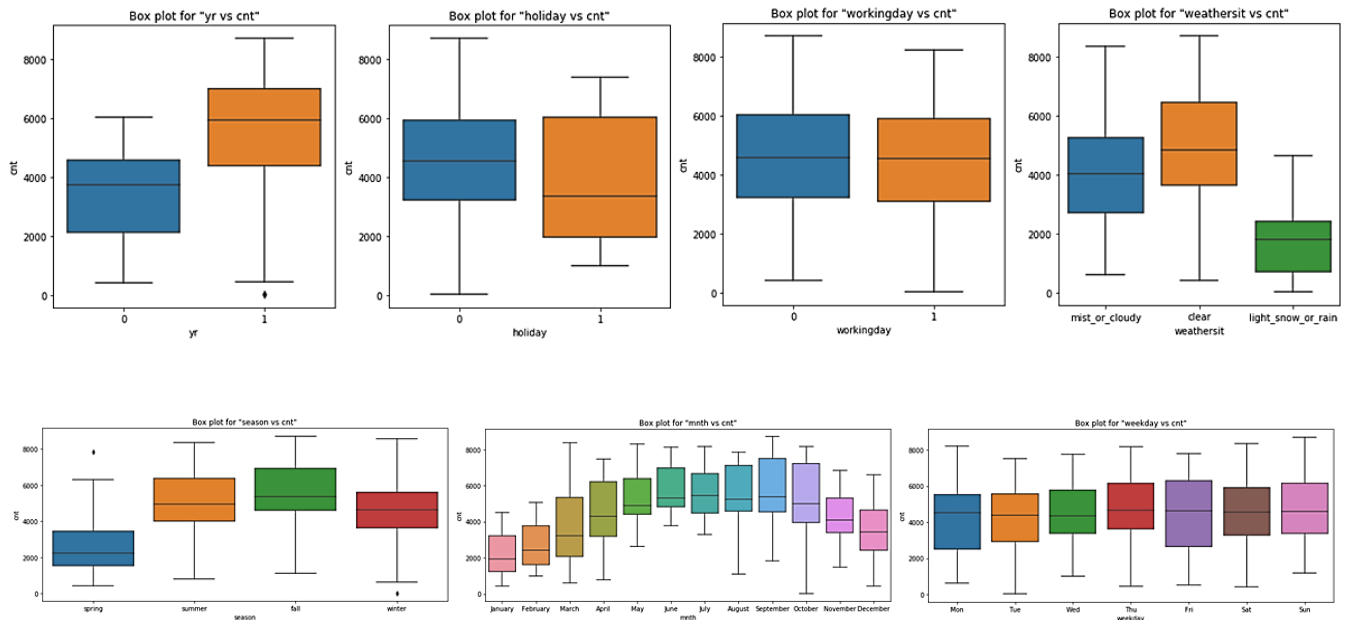 Box plot for "yr vs cnt"
8000
6000
4000
2000
0
cnt
0 1
yr
Box plot for "holiday vs cnt"
8000
6000
4000
2000
0
cnt
0 1
holiday
Box plot for "workingday vs cnt"
8000
6000
4000
2000
0
cnt
0 1
workingday
Box plot for "weathersit vs cnt"
8000
6000
4000
2000
0
cnt
mist_or_cloudy clear light_snow_or_rain
weathersit
Box plot for "season vs cnt"
8000
6000
4000
2000
0
cnt
spring summer fall winter
season
Box plot for "mnth vs cnt"
8000
6000
4000
2000
0
cnt
January February March April May June July August September October November December
mnth
Box plot for "weekday vs cnt"
8000
6000
4000
2000
0
cnt
Mon Tue Wed Thu Fri Sat Sun
weekday